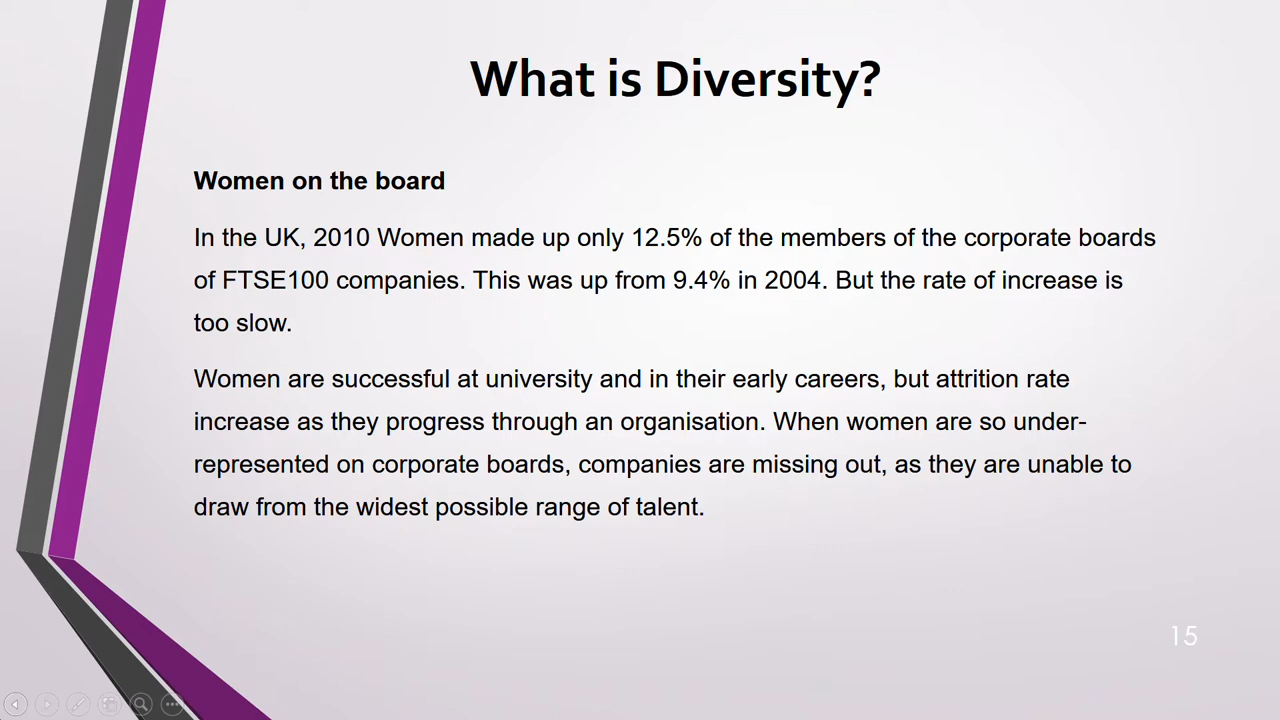 What is Diversity?
Women on the board
In the UK, 2010 Women made up only 12.5% of the members of the corporate boards
of FTSE100 companies. This was up from 9.4% in 2004. But the rate of increase is
too slow.
Women are successful at university and in their early careers, but attrition rate
increase as they progress through an organisation. When women are so under-
represented on corporate boards, companies are missing out, as they are unable to
draw from the widest possible range of talent.
15